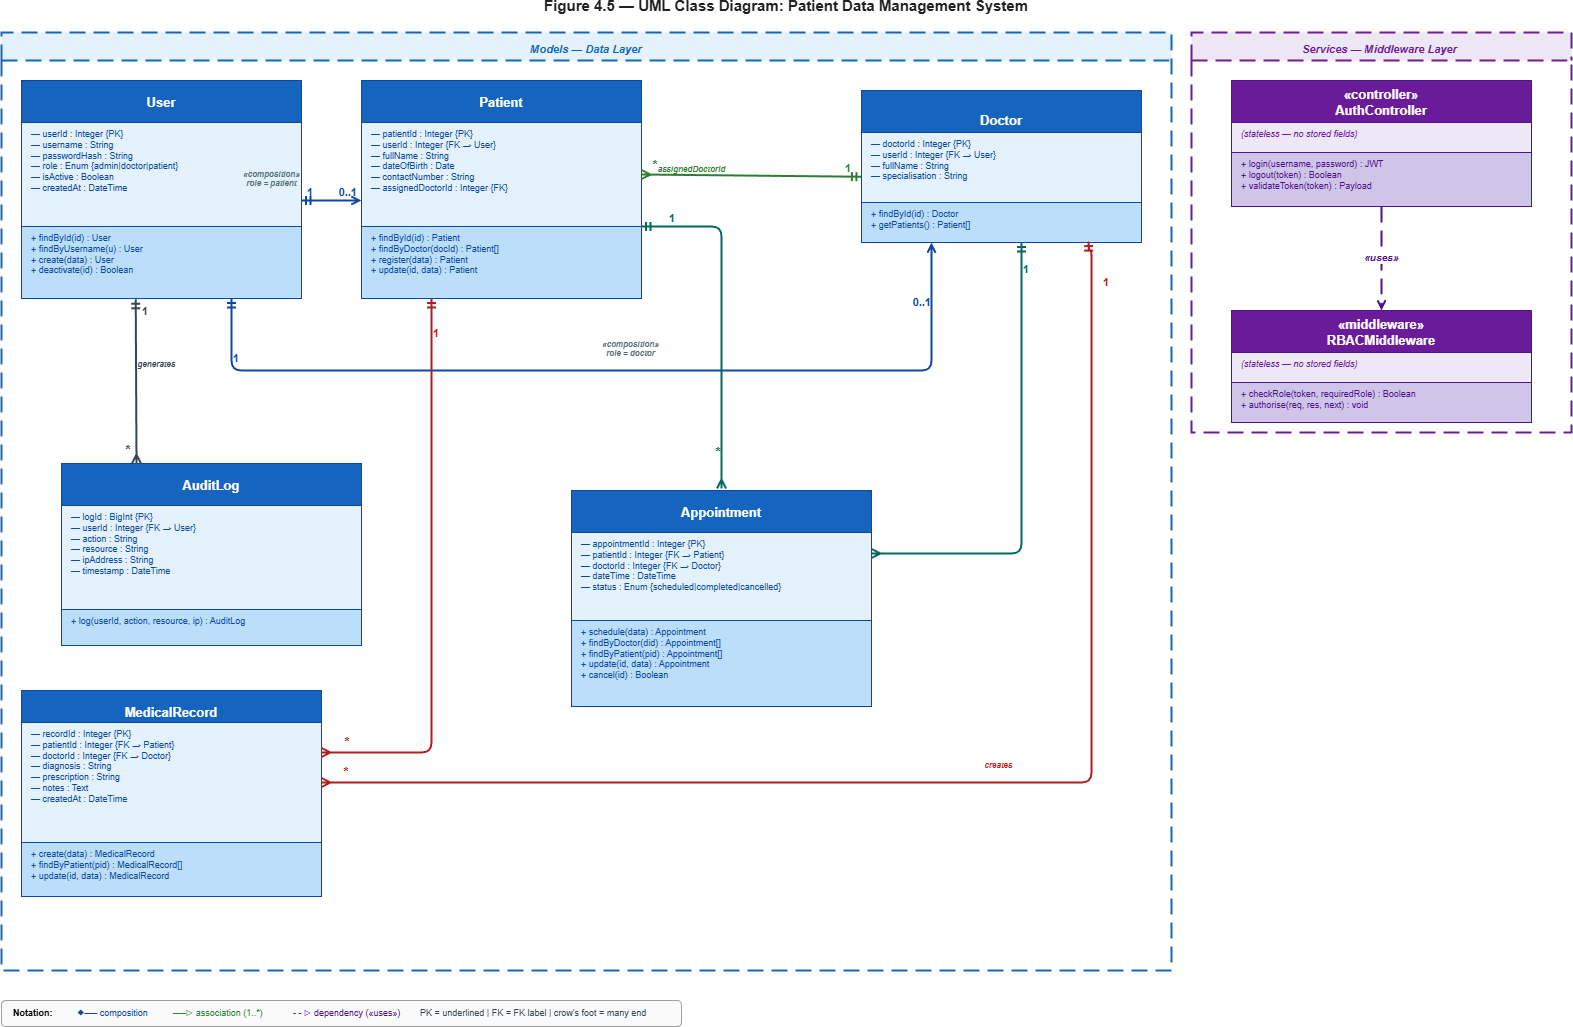 Figure 4.5 — UML Class Diagram: Patient Data Management System
Models — Data Layer
User
— userId : Integer {PK}
— username : String
— passwordHash : String
— role : Enum {admin|doctor|patient}
— isActive : Boolean
— createdAt : DateTime
+ findById(id) : User
+ findByUsername(u) : User
+ create(data) : User
+ deactivate(id) : Boolean
«composition»
role = patient
1
0..1
Patient
— patientId : Integer {PK}
— userId : Integer {FK → User}
— fullName : String
— dateOfBirth : Date
— contactNumber : String
— assignedDoctorId : Integer {FK}
+ findById(id) : Patient
+ findByDoctor(docId) : Patient[]
+ register(data) : Patient
+ update(id, data) : Patient
*
assignedDoctorId
1
1
Doctor
— doctorId : Integer {PK}
— userId : Integer {FK → User}
— fullName : String
— specialisation : String
+ findById(id) : Doctor
+ getPatients() : Patient[]
1
1
0..1
1
1
1
generates
«composition»
role = doctor
*
*
AuditLog
— logId : BigInt {PK}
— userId : Integer {FK → User}
— action : String
— resource : String
— ipAddress : String
— timestamp : DateTime
+ log(userId, action, resource, ip) : AuditLog
Appointment
— appointmentId : Integer {PK}
— patientId : Integer {FK → Patient}
— doctorId : Integer {FK → Doctor}
— dateTime : DateTime
— status : Enum {scheduled|completed|cancelled}
+ schedule(data) : Appointment
+ findByDoctor(did) : Appointment[]
+ findByPatient(pid) : Appointment[]
+ update(id, data) : Appointment
+ cancel(id) : Boolean
MedicalRecord
— recordId : Integer {PK}
— patientId : Integer {FK → Patient}
— doctorId : Integer {FK → Doctor}
— diagnosis : String
— prescription : String
— notes : Text
— createdAt : DateTime
+ create(data) : MedicalRecord
+ findByPatient(pid) : MedicalRecord[]
+ update(id, data) : MedicalRecord
*
*
creates
Services — Middleware Layer
«controller»
AuthController
(stateless — no stored fields)
+ login(username, password) : JWT
+ logout(token) : Boolean
+ validateToken(token) : Payload
«uses»
«middleware»
RBACMiddleware
(stateless — no stored fields)
+ checkRole(token, requiredRole) : Boolean
+ authorise(req, res, next) : void
Notation: ◆── composition ──▷ association (1..*) - - ▷ dependency («uses») PK = underlined | FK = FK label | crow's foot = many end